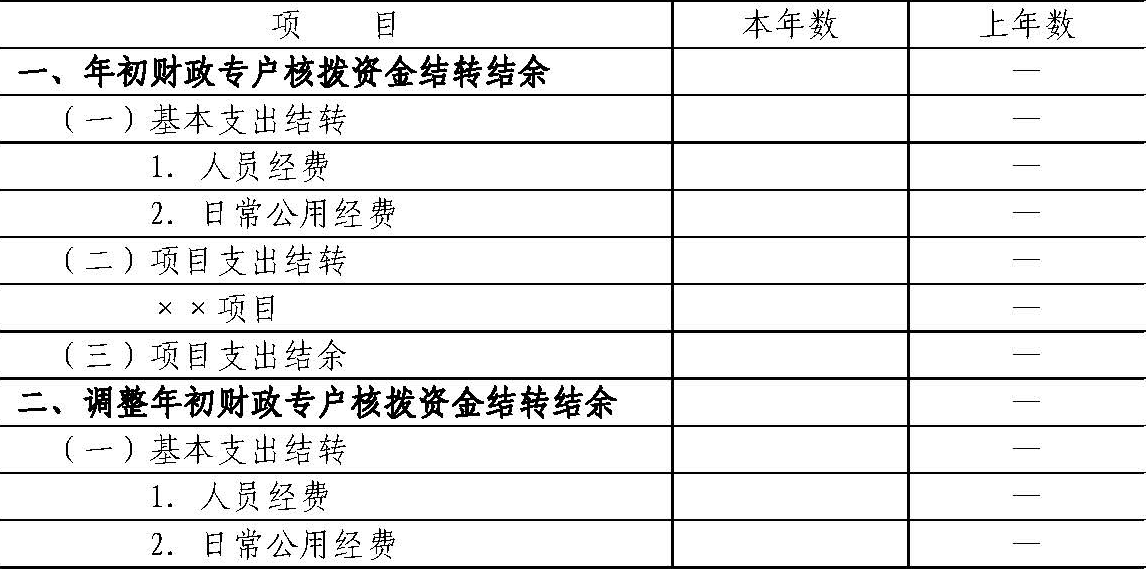 项　　目 本年数 上年数
一、年初财政专户核拨资金结转结余 —
（一）基本支出结转 —
1. 人员经费 —
2. 日常公用经费 —
（二）项目支出结转 —
××项目 —
（三）项目支出结余 —
二、调整年初财政专户核拨资金结转结余 —
（一）基本支出结转 —
1. 人员经费 —
2. 日常公用经费 —